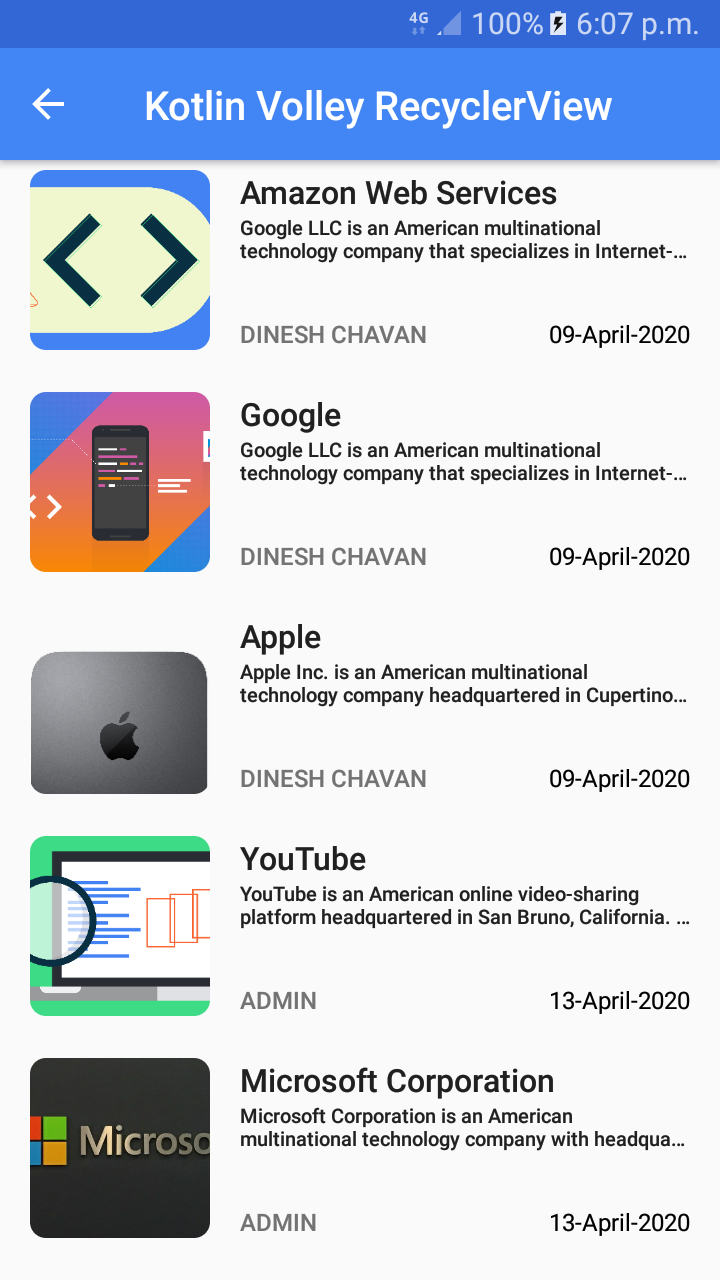 4G 100% 6:07 p.m.
Kotlin Volley RecyclerView
Amazon Web Services
Google LLC is an American multinational
technology company that specializes in Internet-...
DINESH CHAVAN 09-April-2020
Google
Google LLC is an American multinational
technology company that specializes in Internet-...
DINESH CHAVAN 09-April-2020
Apple
Apple Inc. is an American multinational
technology company headquartered in Cupertino...
DINESH CHAVAN 09-April-2020
YouTube
YouTube is an American online video-sharing
platform headquartered in San Bruno, California. ...
ADMIN 13-April-2020
Microsoft Corporation
Microsoft Corporation is an American
Microso
multinational technology company with headqua...
ADMIN 13-April-2020